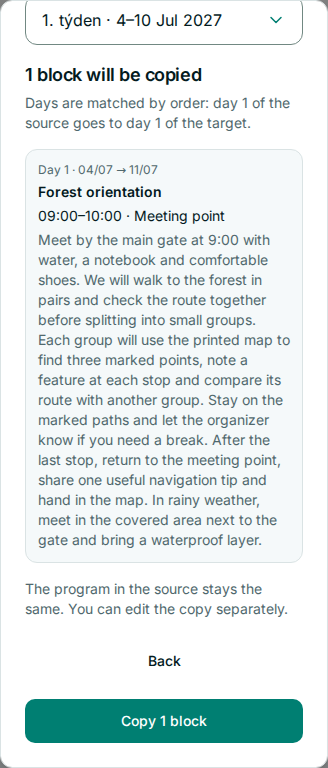 1. týden · 4–10 Jul 2027
1 block will be copied
Days are matched by order: day 1 of the
source goes to day 1 of the target.
Day 1 · 04/07 → 11/07
Forest orientation
09:00–10:00 · Meeting point
Meet by the main gate at 9:00 with
water, a notebook and comfortable
shoes. We will walk to the forest in
pairs and check the route together
before splitting into small groups.
Each group will use the printed map to
find three marked points, note a
feature at each stop and compare its
route with another group. Stay on the
marked paths and let the organizer
know if you need a break. After the
last stop, return to the meeting point,
share one useful navigation tip and
hand in the map. In rainy weather,
meet in the covered area next to the
gate and bring a waterproof layer.
The program in the source stays the
same. You can edit the copy separately.
Back
Copy 1 block